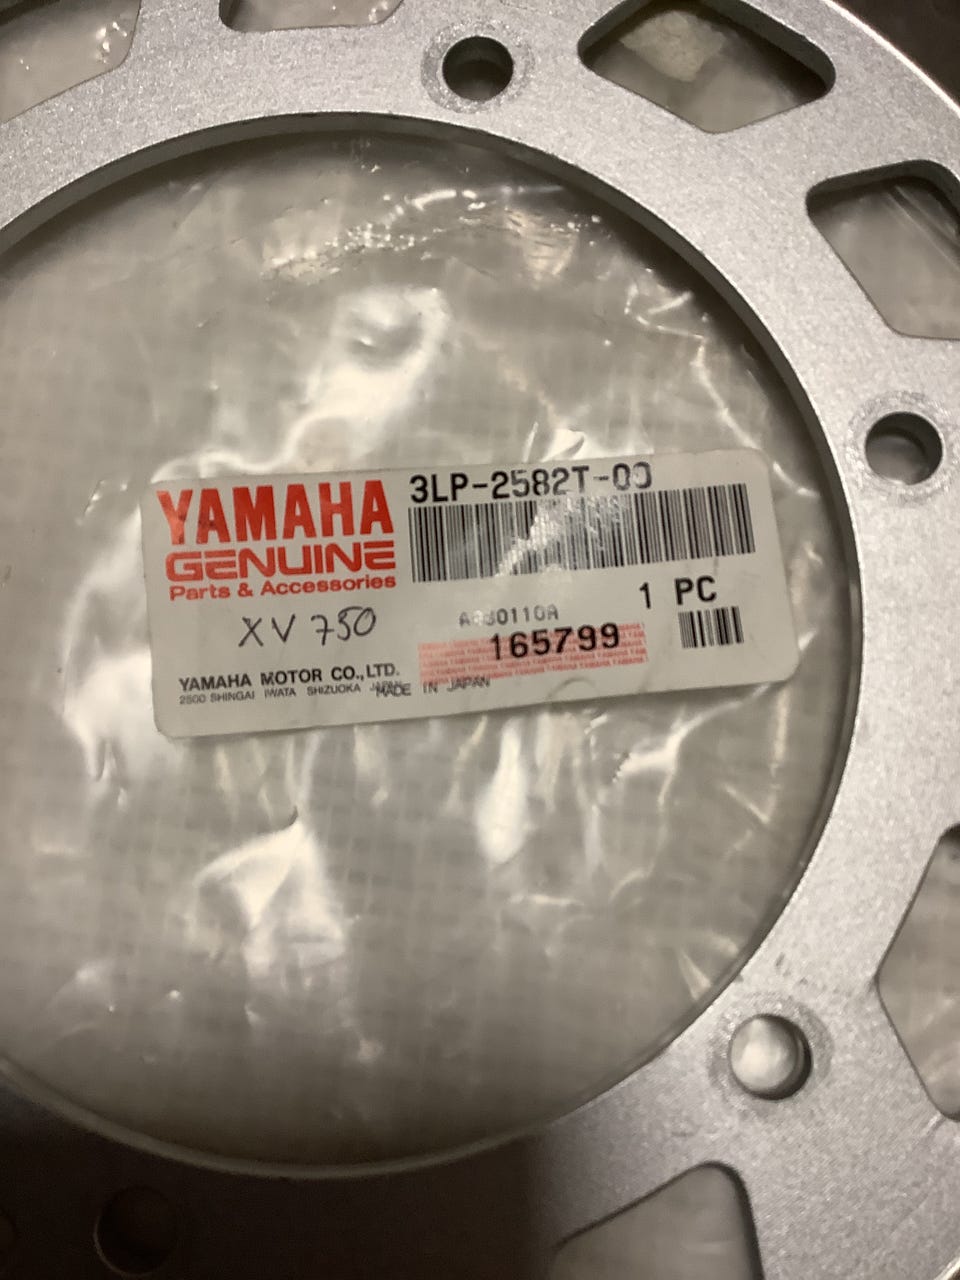 YAMAHA
GENUINE
Parts & Accessories
3LP-2582T-00
XV 750
1 PC
165799
YAMAHA MOTOR CO., LTD.
2500 SHINGAI IWATA SHIZUOKA JAPAN
MADE IN JAPAN